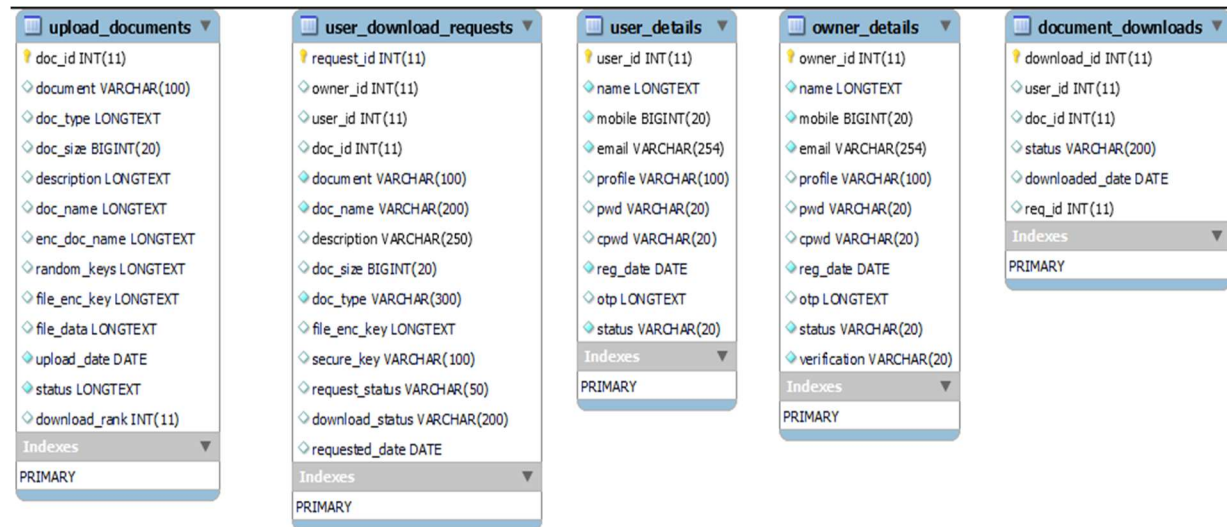 upload_documents
doc_id INT(11)
document VARCHAR(100)
doc_type LONGTEXT
doc_size BIGINT(20)
description LONGTEXT
doc_name LONGTEXT
enc_doc_name LONGTEXT
random_keys LONGTEXT
file_enc_key LONGTEXT
file_data LONGTEXT
upload_date DATE
status LONGTEXT
download_rank INT(11)
Indexes
PRIMARY
user_download_requests
request_id INT(11)
owner_id INT(11)
user_id INT(11)
doc_id INT(11)
document VARCHAR(100)
doc_name VARCHAR(200)
description VARCHAR(250)
doc_size BIGINT(20)
doc_type VARCHAR(300)
file_enc_key LONGTEXT
secure_key VARCHAR(100)
request_status VARCHAR(50)
download_status VARCHAR(200)
requested_date DATE
Indexes
PRIMARY
user_details
user_id INT(11)
name LONGTEXT
mobile BIGINT(20)
email VARCHAR(254)
profile VARCHAR(100)
pwd VARCHAR(20)
cpwd VARCHAR(20)
reg_date DATE
otp LONGTEXT
status VARCHAR(20)
Indexes
PRIMARY
owner_details
owner_id INT(11)
name LONGTEXT
mobile BIGINT(20)
email VARCHAR(254)
profile VARCHAR(100)
pwd VARCHAR(20)
cpwd VARCHAR(20)
reg_date DATE
otp LONGTEXT
status VARCHAR(20)
verification VARCHAR(20)
Indexes
PRIMARY
document_downloads
download_id INT(11)
user_id INT(11)
doc_id INT(11)
status VARCHAR(200)
downloaded_date DATE
req_id INT(11)
Indexes
PRIMARY